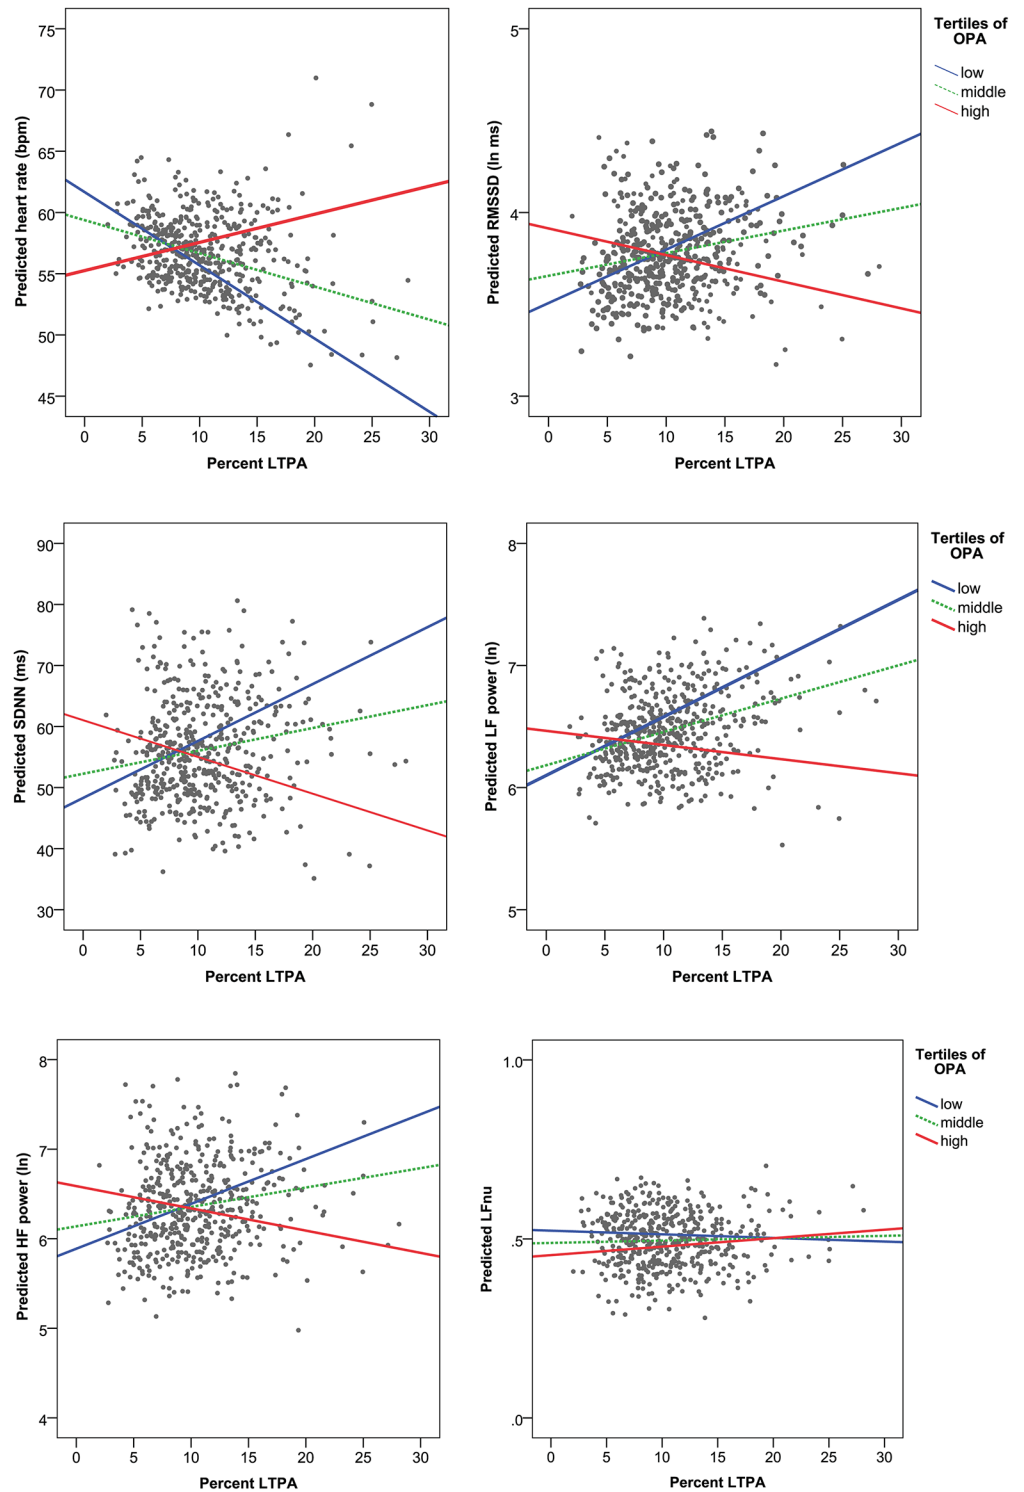 Predicted heart rate (bpm)
75
70
65
60
55
50
45
0 5 10 15 20 25 30
Percent LTPA
Predicted RMSSD (ln ms)
5
4
3
0 5 10 15 20 25 30
Percent LTPA
Tertiles of
OPA
low
middle
high
Predicted SDNN (ms)
90
80
70
60
50
40
30
0 5 10 15 20 25 30
Percent LTPA
Predicted LF power (ln)
8
7
6
5
0 5 10 15 20 25 30
Percent LTPA
Tertiles of
OPA
low
middle
high
Predicted HF power (ln)
8
7
6
5
4
0 5 10 15 20 25 30
Percent LTPA
Predicted LFnu
1.0
.5
.0
0 5 10 15 20 25 30
Percent LTPA
Tertiles of
OPA
low
middle
high